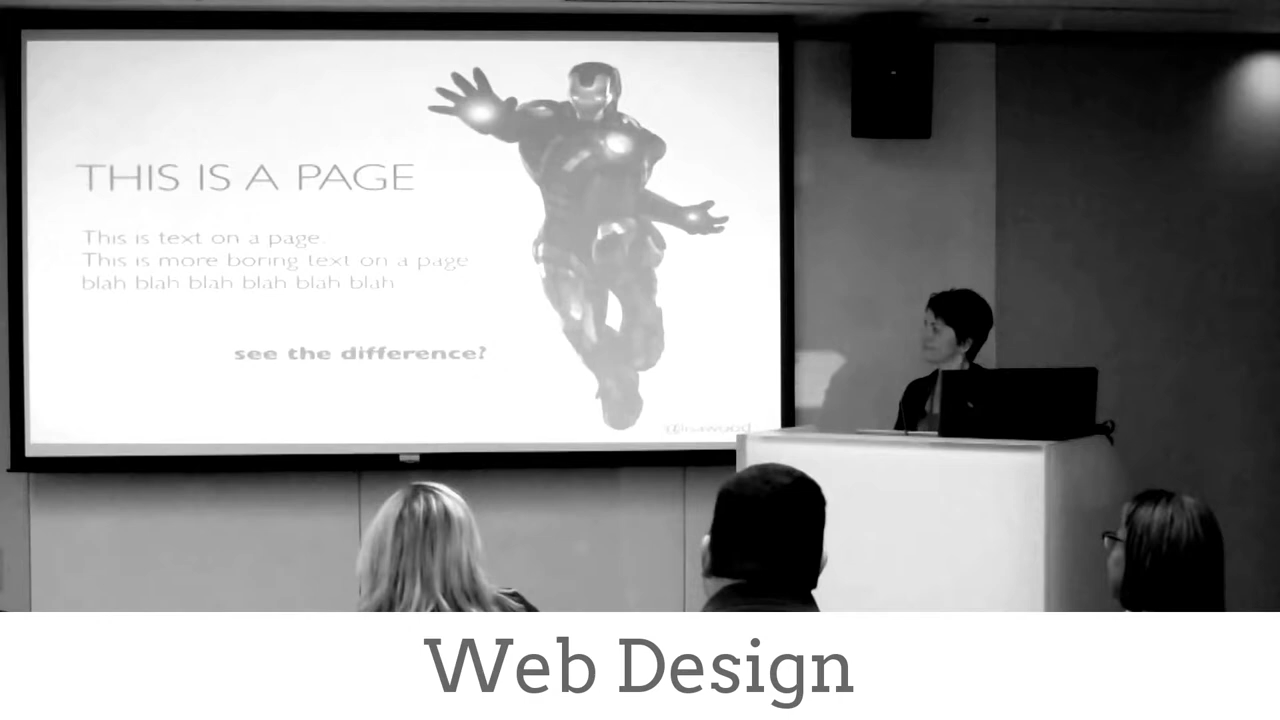 THIS IS A PAGE
This is text on a page.
This is more boring text on a page
blah blah blah blah blah blah
see the difference?
Web Design